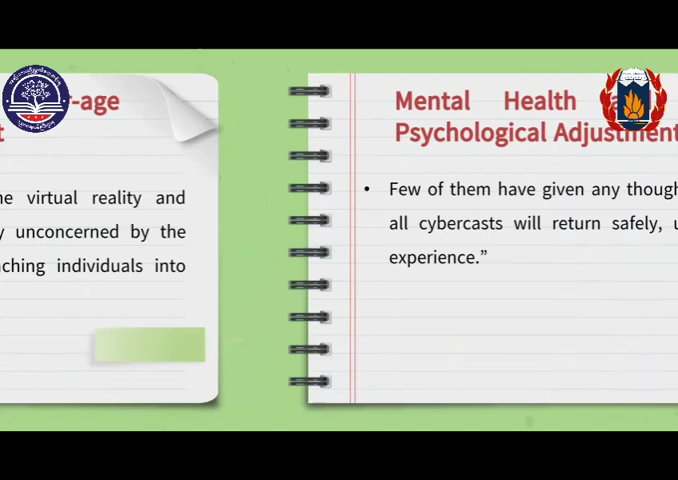 -age
t
ne virtual reality and
y unconcerned by the
ching individuals into
Mental Health
Psychological Adjustment
• Few of them have given any though
all cybercasts will return safely, u
experience.”